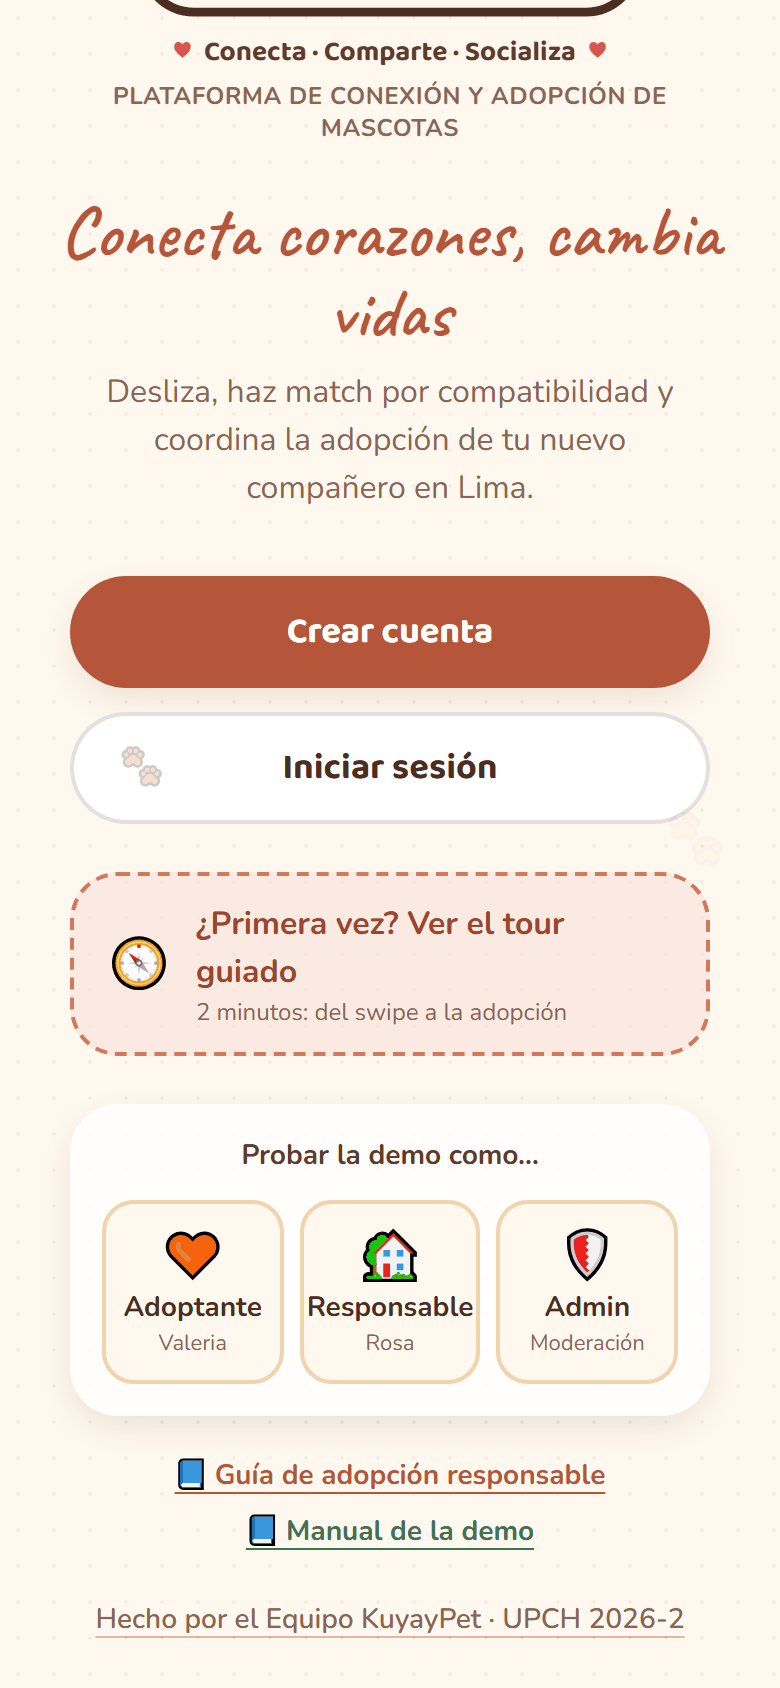 Conecta · Comparte · Socializa
PLATAFORMA DE CONEXIÓN Y ADOPCIÓN DE
MASCOTAS
Conecta corazones, cambia
vidas
Desliza, haz match por compatibilidad y
coordina la adopción de tu nuevo
compañero en Lima.
Crear cuenta
Iniciar sesión
¿Primera vez? Ver el tour
guiado
2 minutos: del swipe a la adopción
Probar la demo como...
Adoptante
Valeria
Responsable
Rosa
Admin
Moderación
Guía de adopción responsable
Manual de la demo
Hecho por el Equipo KuyayPet · UPCH 2026-2